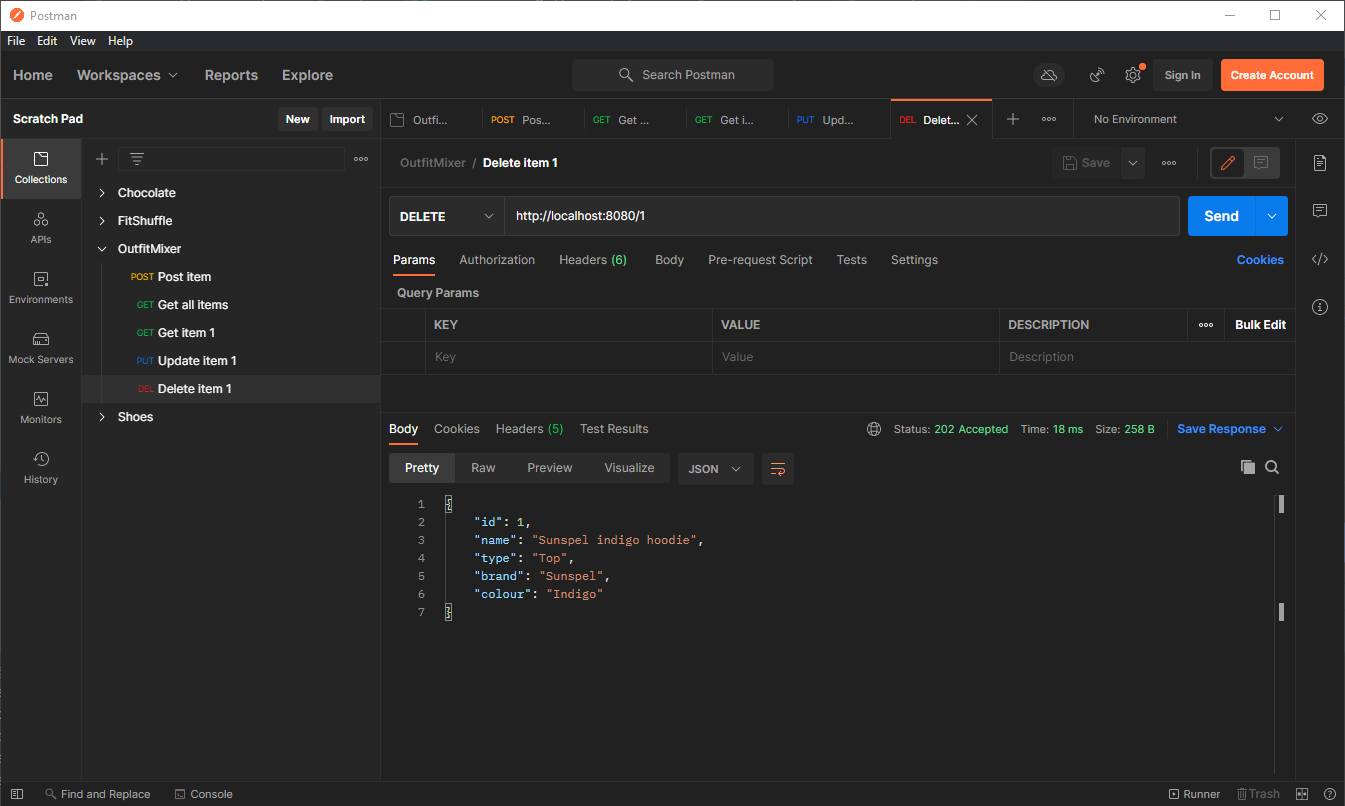 Postman
File Edit View Help
Home Workspaces Reports Explore Search Postman Sign In Create Account
Scratch Pad New Import
Outfi... POST Pos... GET Get ... GET Get i... PUT Upd... DEL Delet... No Environment
Collections
APIs
Environments
Mock Servers
Monitors
History
Chocolate
FitShuffle
OutfitMixer
POST Post item
GET Get all items
GET Get item 1
PUT Update item 1
DEL Delete item 1
Shoes
OutfitMixer / Delete item 1 Save
DELETE http://localhost:8080/1 Send
Params Authorization Headers (6) Body Pre-request Script Tests Settings Cookies
Query Params
KEY VALUE DESCRIPTION Bulk Edit
Key Value Description
Body Cookies Headers (5) Test Results Status: 202 Accepted Time: 18 ms Size: 258 B Save Response
Pretty Raw Preview Visualize JSON
1 {
2 "id": 1,
3 "name": "Sunspel indigo hoodie",
4 "type": "Top",
5 "brand": "Sunspel",
6 "colour": "Indigo"
7 }
Find and Replace Console Runner Trash